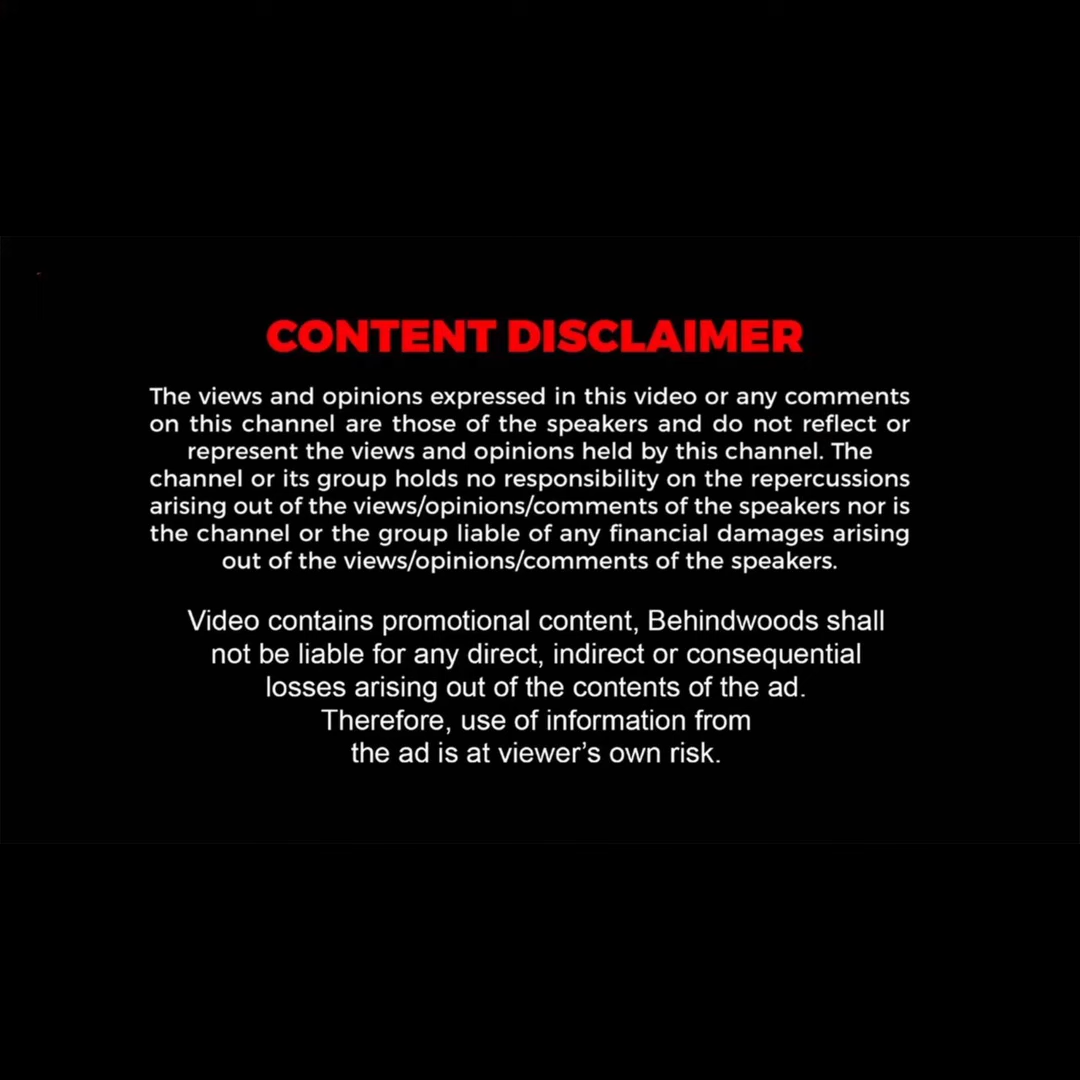 CONTENT DISCLAIMER
The views and opinions expressed in this video or any comments
on this channel are those of the speakers and do not reflect or
represent the views and opinions held by this channel. The
channel or its group holds no responsibility on the repercussions
arising out of the views/opinions/comments of the speakers nor is
the channel or the group liable of any financial damages arising
out of the views/opinions/comments of the speakers.
Video contains promotional content, Behindwoods shall
not be liable for any direct, indirect or consequential
losses arising out of the contents of the ad.
Therefore, use of information from
the ad is at viewer’s own risk.